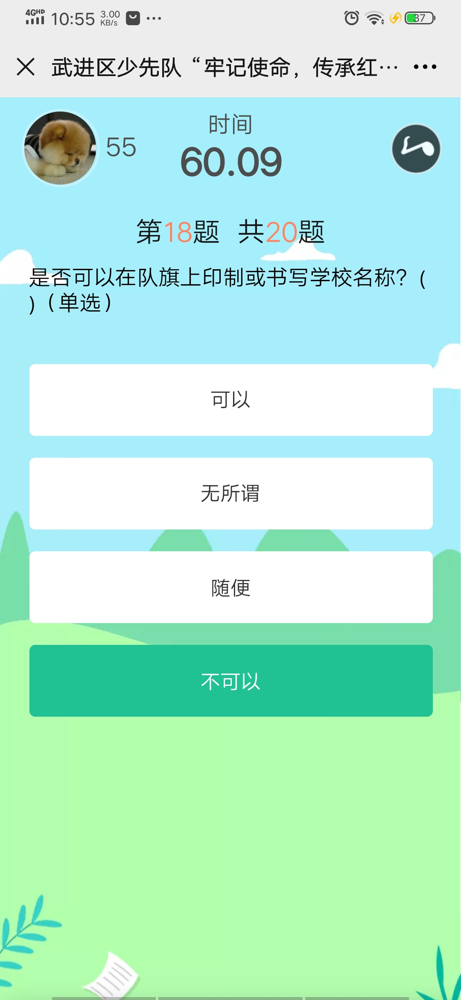 4GHD 10:55 3.00 KB/s ... 37
武进区少先队“牢记使命，传承红... ...
时间
55
60.09
第18题 共20题
是否可以在队旗上印制或书写学校名称？(
)（单选）
可以
无所谓
随便
不可以